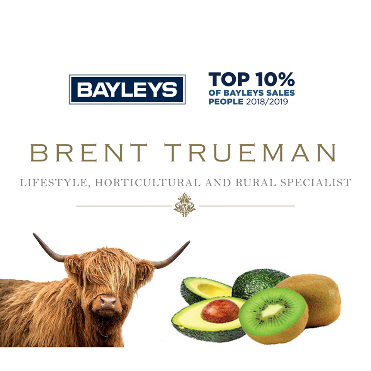 BAYLEYS
TOP 10%
OF BAYLEYS SALES
PEOPLE 2018/2019
BRENT TRUEMAN
LIFESTYLE, HORTICULTURAL AND RURAL SPECIALIST